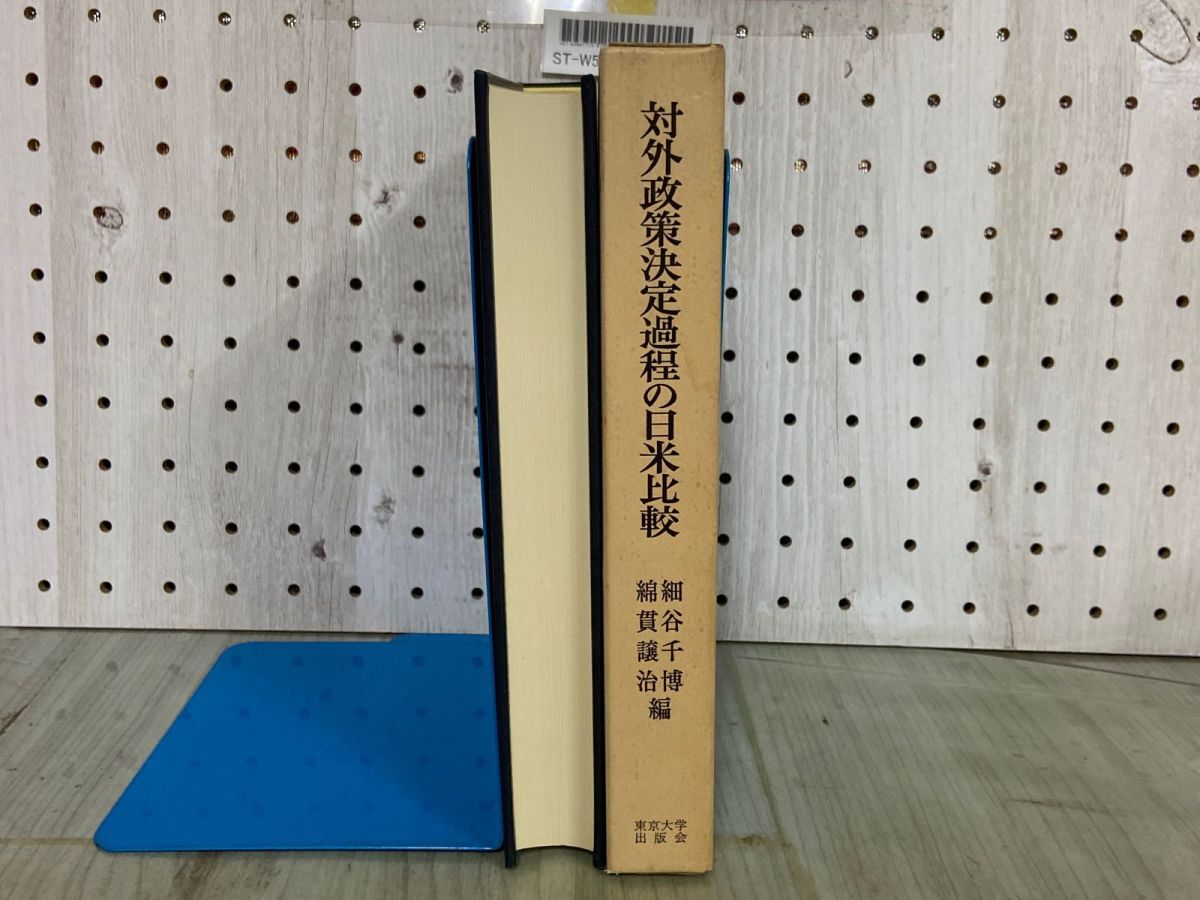 ST-W5
対外政策決定過程の日米比較
細谷千博
綿貫譲治
編
東京大学
出版会